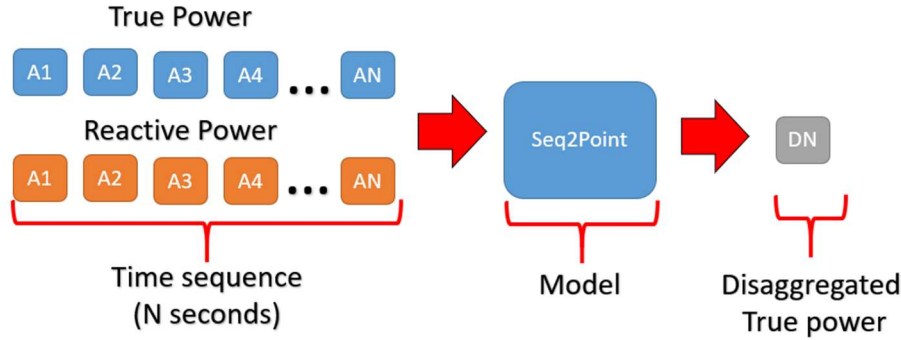 True Power
A1 A2 A3 A4 ... AN
Reactive Power
A1 A2 A3 A4 ... AN
Time sequence
(N seconds)
Seq2Point
Model
DN
Disaggregated
True power